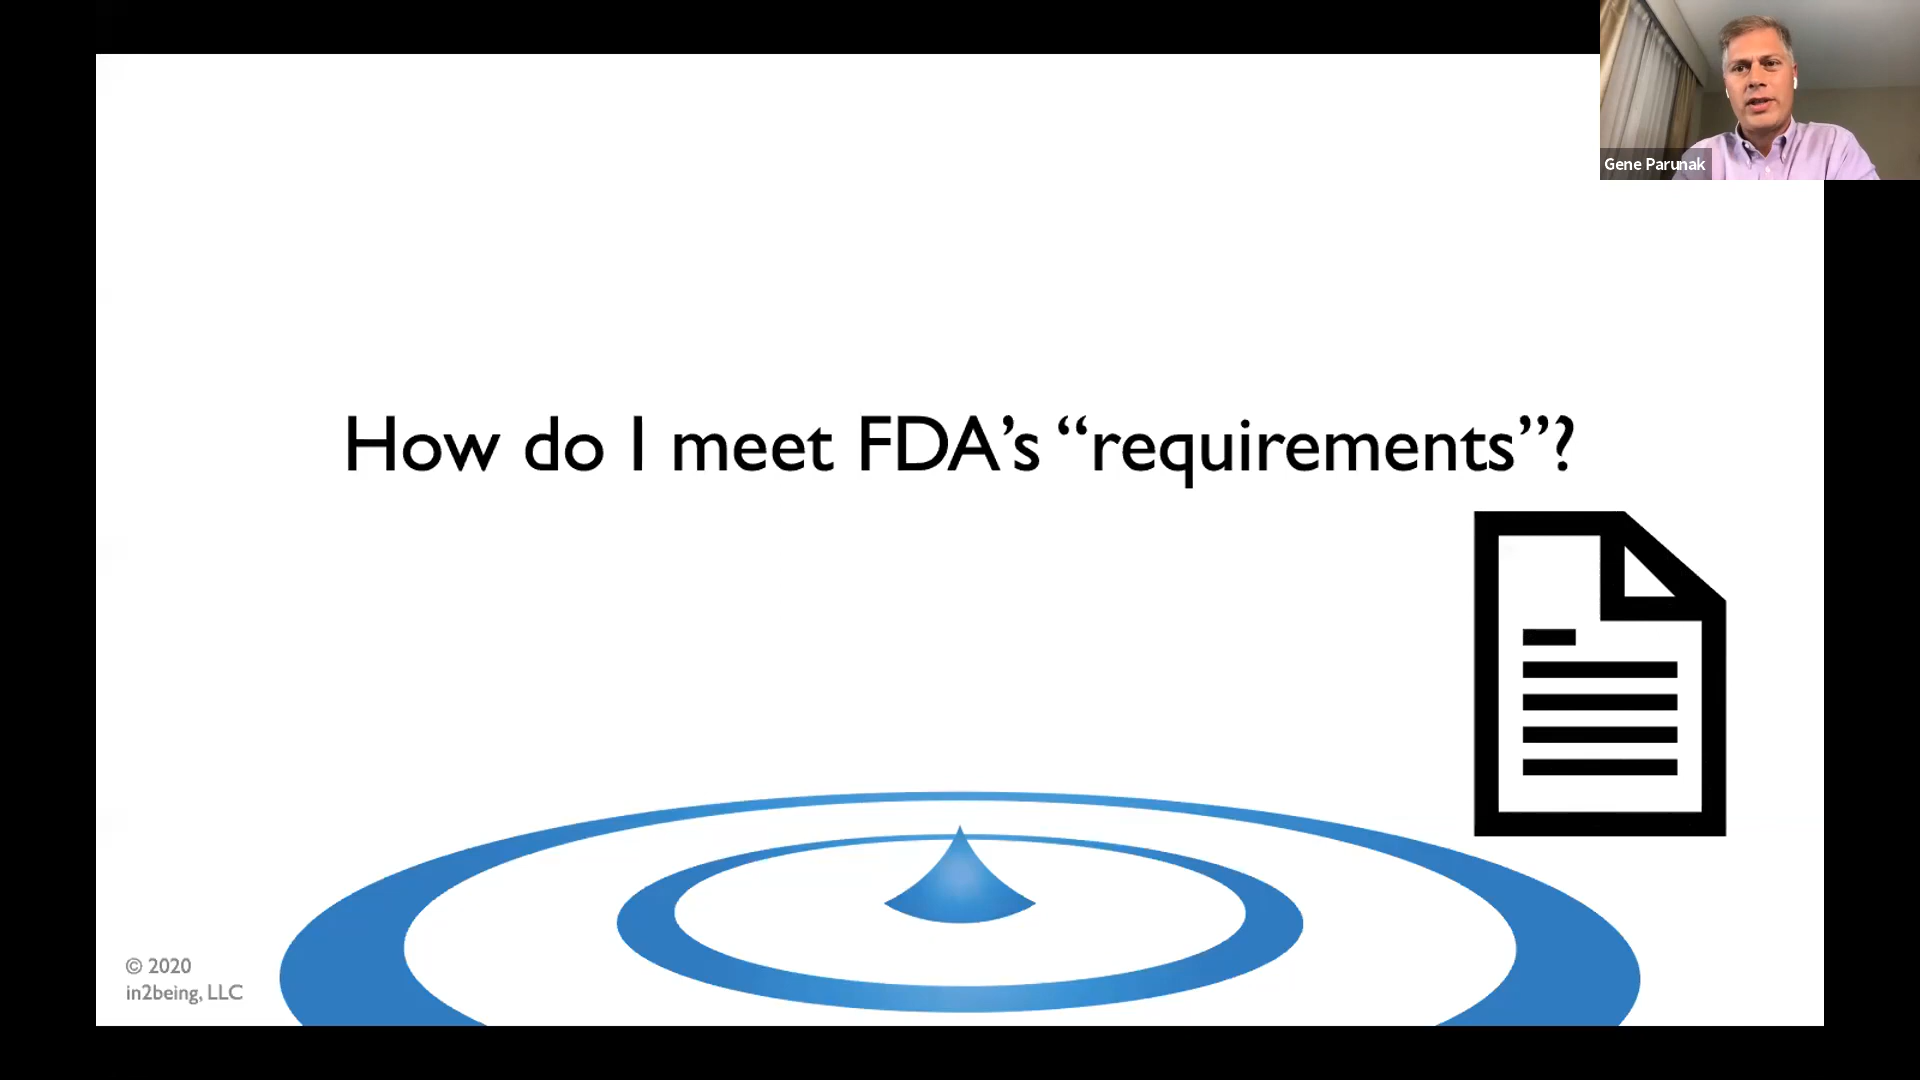 Gene Parunak
How do I meet FDA’s “requirements”?
© 2020
in2being, LLC